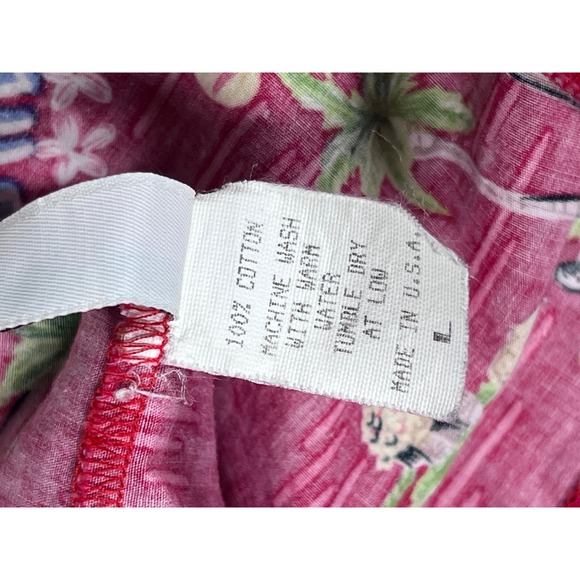 100% COTTON
MACHINE WASH
WITH WARM
WATER
TUMBLE DRY
AT LOW
MADE IN U.S.A.
L